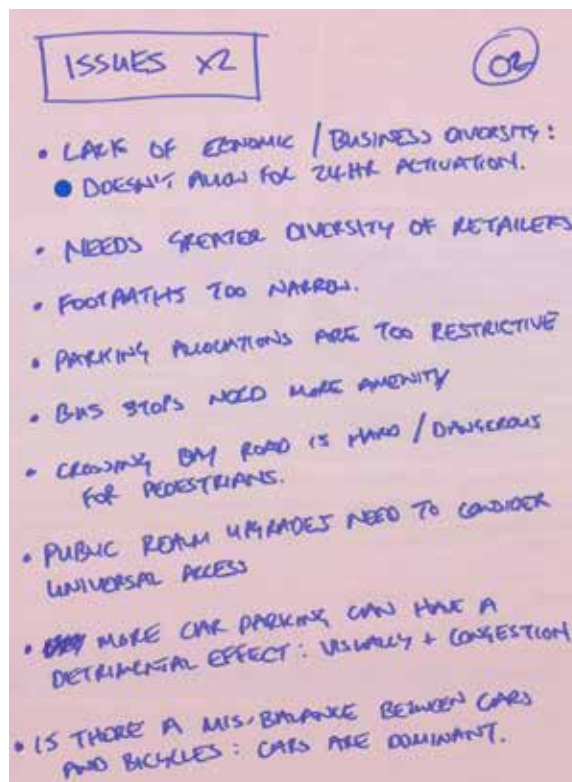 ISSUES x2
02
• LACK OF ECONOMIC / BUSINESS DIVERSITY:
● DOESN'T ALLOW FOR 24HR ACTIVATION.
• NEEDS GREATER DIVERSITY OF RETAILERS
• FOOTPATHS TOO NARROW.
• PARKING ALLOCATIONS ARE TOO RESTRICTIVE
• BUS STOPS NEED MORE AMENITY
• CROSSING BAY ROAD IS HARD / DANGEROUS
FOR PEDESTRIANS.
• PUBLIC REALM UPGRADES NEED TO CONSIDER
UNIVERSAL ACCESS
• MORE CAR PARKING CAN HAVE A
DETRIMENTAL EFFECT: VISUALLY + CONGESTION
• IS THERE A MIS-BALANCE BETWEEN CARS
AND BICYCLES: CARS ARE DOMINANT.